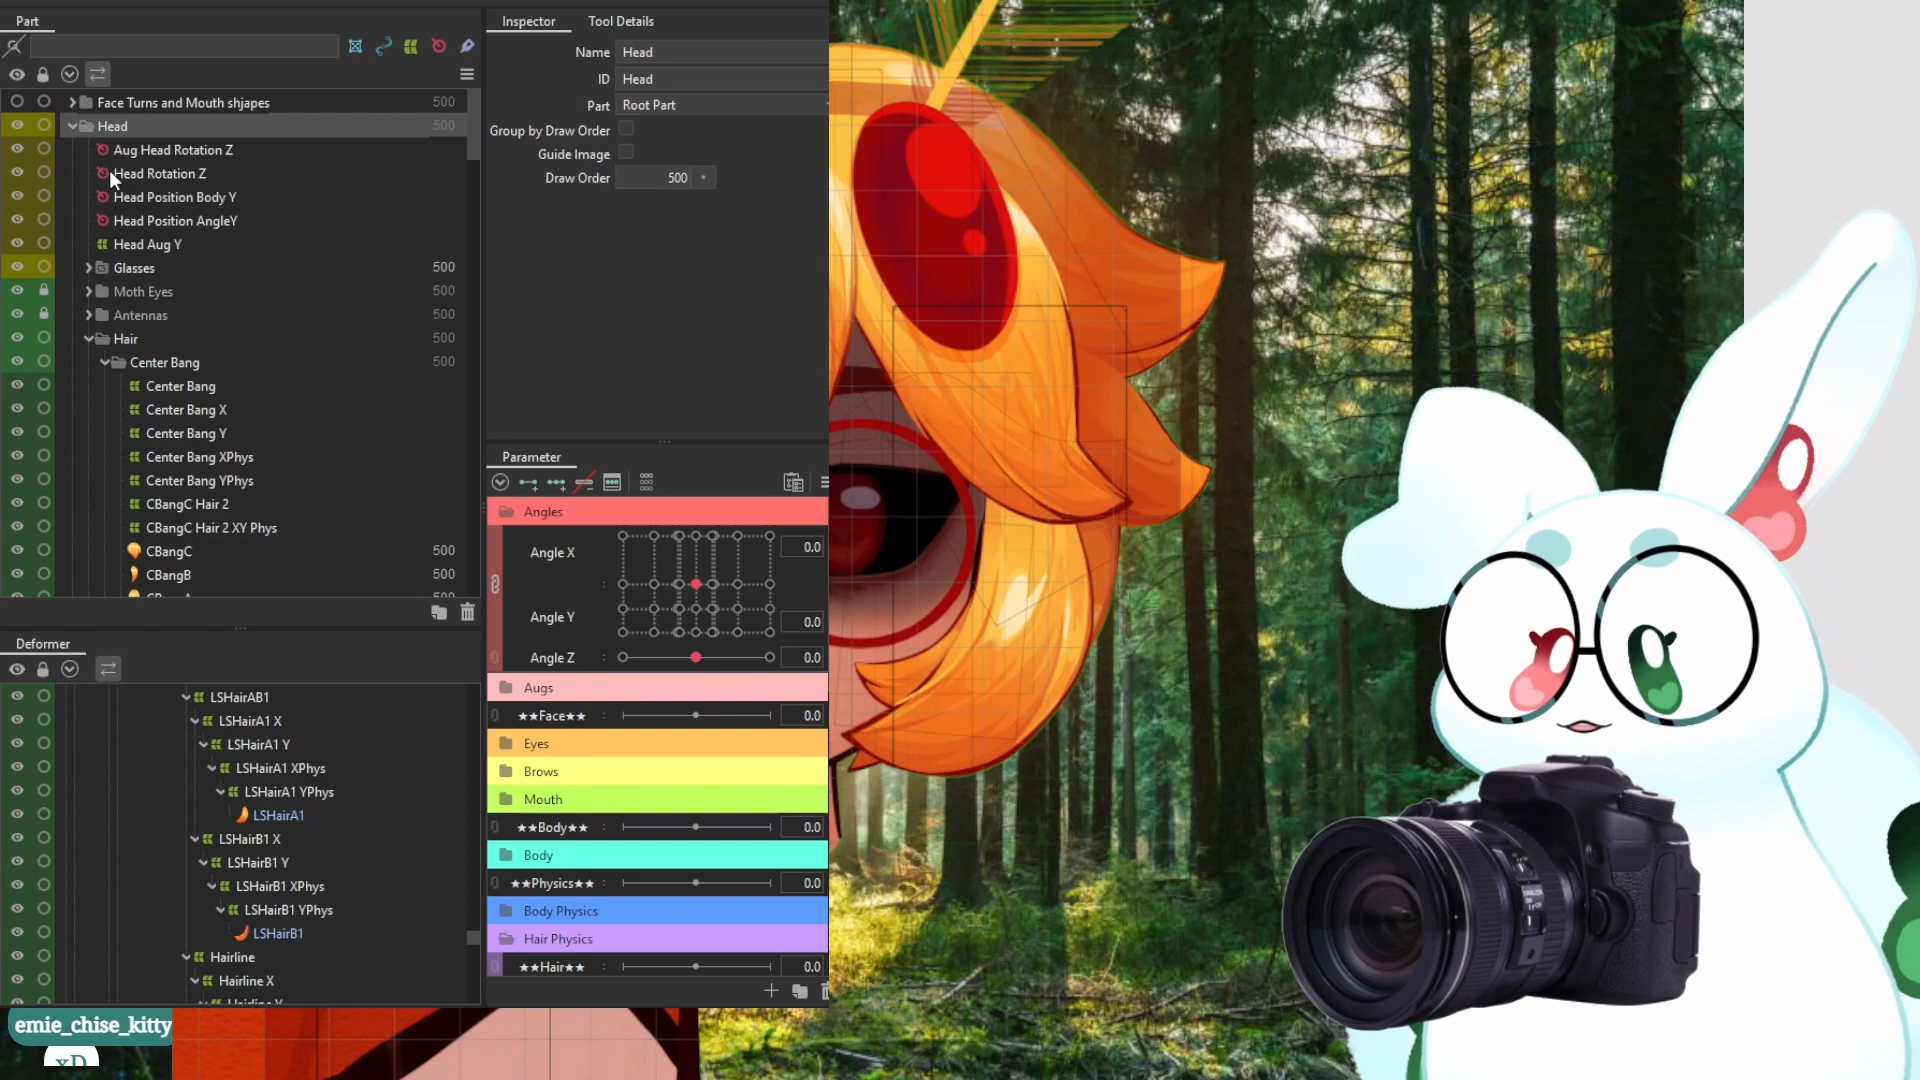 Part
Face Turns and Mouth shjapes 500
Head 500
Aug Head Rotation Z
Head Rotation Z
Head Position Body Y
Head Position AngleY
Head Aug Y
Glasses 500
Moth Eyes 500
Antennas 500
Hair 500
Center Bang 500
Center Bang
Center Bang X
Center Bang Y
Center Bang XPhys
Center Bang YPhys
CBangC Hair 2
CBangC Hair 2 XY Phys
CBangC 500
CBangB 500
Deformer
LSHairAB1
LSHairA1 X
LSHairA1 Y
LSHairA1 XPhys
LSHairA1 YPhys
LSHairA1
LSHairB1 X
LSHairB1 Y
LSHairB1 XPhys
LSHairB1 YPhys
LSHairB1
Hairline
Hairline X
Inspector Tool Details
Name Head
ID Head
Part Root Part
Group by Draw Order
Guide Image
Draw Order 500
Parameter
Angles
Angle X 0.0
Angle Y 0.0
Angle Z : 0.0
Augs
★★Face★★ : 0.0
Eyes
Brows
Mouth
★★Body★★ : 0.0
Body
★★Physics★★ : 0.0
Body Physics
Hair Physics
★★Hair★★ : 0.0
emie_chise_kitty
xD